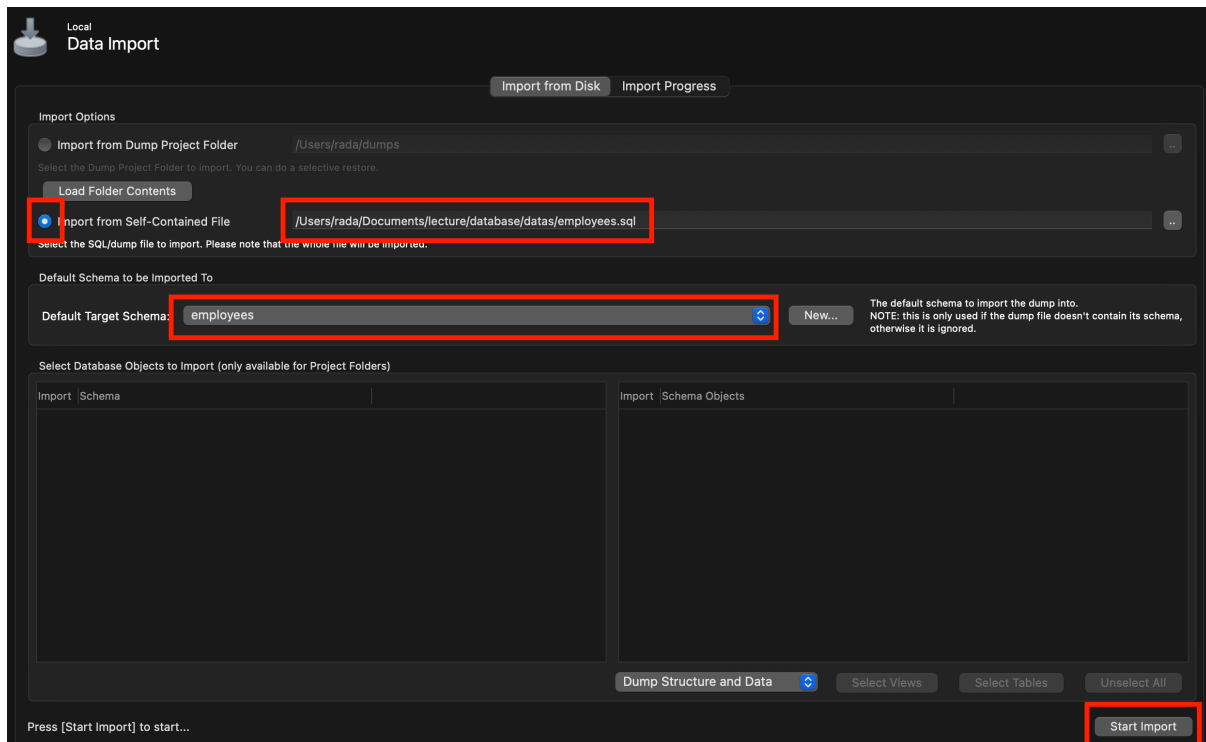 Local
Data Import
Import from Disk Import Progress
Import Options
Import from Dump Project Folder /Users/rada/dumps ..
Select the Dump Project Folder to import. You can do a selective restore.
Load Folder Contents
Import from Self-Contained File /Users/rada/Documents/lecture/database/datas/employees.sql ..
Select the SQL/dump file to import. Please note that the whole file will be imported.
Default Schema to be Imported To
Default Target Schema: employees New...
The default schema to import the dump into.
NOTE: this is only used if the dump file doesn't contain its schema,
otherwise it is ignored.
Select Database Objects to Import (only available for Project Folders)
Import Schema Import Schema Objects
Dump Structure and Data Select Views Select Tables Unselect All
Press [Start Import] to start... Start Import